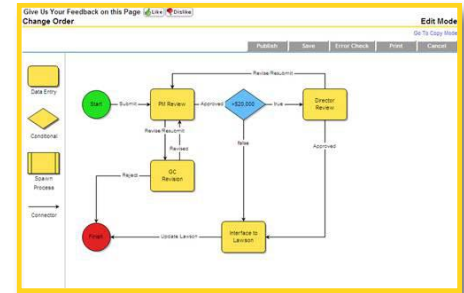 Give Us Your Feedback on this Page Like Dislike
Change Order
Edit Mode
Go To Copy Mode
Publish Save Error Check Print Cancel
Data Entry
Conditional
Spawn
Process
Connector
Revise Resubmit
Start
Submit
PM Review
Approved
>$20,000
true
Director
Review
Revise Resubmit
Revised
false
Approved
Reject
GC
Revision
Finish
Update Lawson
Interface to
Lawson